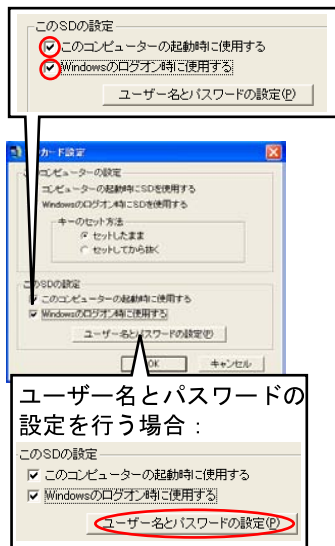 このSDの設定
このコンピューターの起動時に使用する
Windowsのログオン時に使用する
ユーザー名とパスワードの設定(P)
カード設定
コンピューターの設定
コンピューターの起動時にSDを使用する
Windowsのログオン時にSDを使用する
キーのセット方法
セットしたまま
セットしてから抜く
このSDの設定
このコンピューターの起動時に使用する
Windowsのログオン時に使用する
ユーザー名とパスワードの設定(P)
OK
キャンセル
ユーザー名とパスワードの
設定を行う場合：
このSDの設定
このコンピューターの起動時に使用する
Windowsのログオン時に使用する
ユーザー名とパスワードの設定(P)